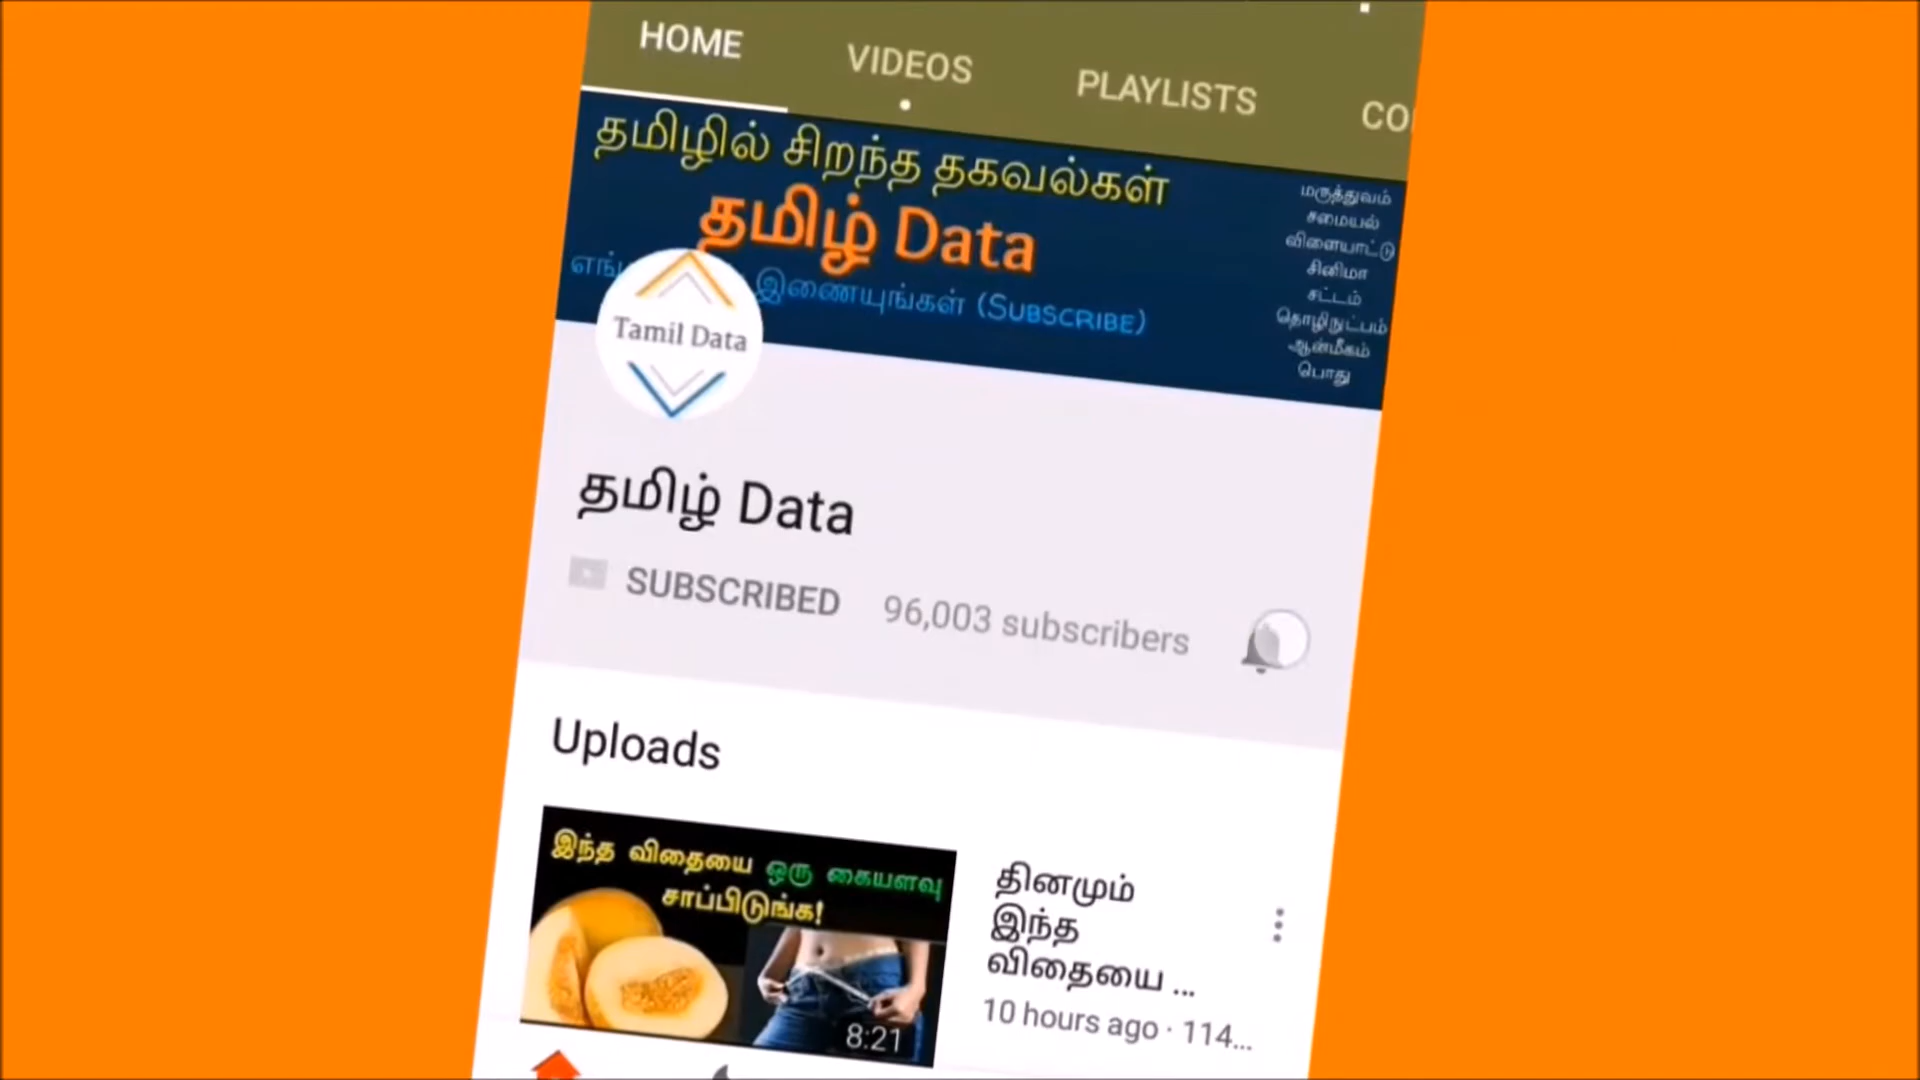 HOME VIDEOS PLAYLISTS
தமிழில் சிறந்த தகவல்கள்
தமிழ் Data
இணையுங்கள் (SUBSCRIBE)
மருத்துவம்
சமையல்
விளையாட்டு
சினிமா
சட்டம்
தொழிநுட்பம்
ஆன்மீகம்
பொது
Tamil Data
தமிழ் Data
SUBSCRIBED 96,003 subscribers
Uploads
இந்த விதையை ஒரு கையளவு
சாப்பிடுங்க!
8:21
தினமும்
இந்த
விதையை ...
10 hours ago · 114...